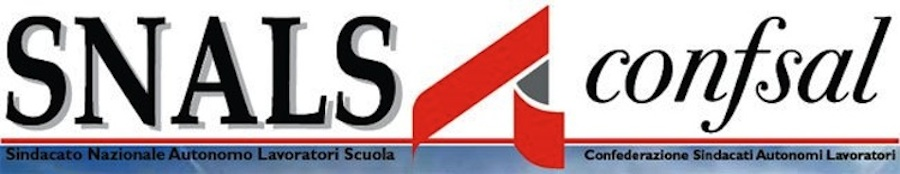 SNALS confsal
Sindacato Nazionale Autonomo Lavoratori Scuola
Confederazione Sindacati Autonomi Lavoratori